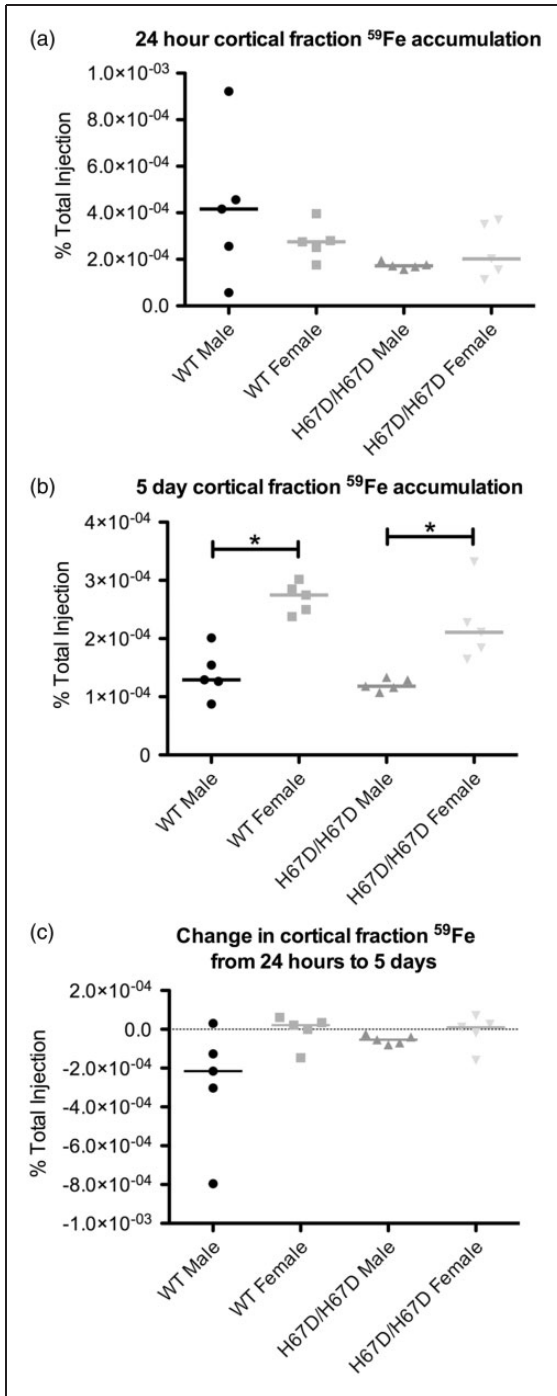 (a)
24 hour cortical fraction ⁵⁹Fe accumulation
% Total Injection
1.0×10⁻⁰³
8.0×10⁻⁰⁴
6.0×10⁻⁰⁴
4.0×10⁻⁰⁴
2.0×10⁻⁰⁴
0.0
WT Male
WT Female
H67D/H67D Male
H67D/H67D Female
(b)
5 day cortical fraction ⁵⁹Fe accumulation
% Total Injection
4×10⁻⁰⁴
3×10⁻⁰⁴
2×10⁻⁰⁴
1×10⁻⁰⁴
0
*
*
WT Male
WT Female
H67D/H67D Male
H67D/H67D Female
(c)
Change in cortical fraction ⁵⁹Fe
from 24 hours to 5 days
% Total Injection
2.0×10⁻⁰⁴
0.0
-2.0×10⁻⁰⁴
-4.0×10⁻⁰⁴
-6.0×10⁻⁰⁴
-8.0×10⁻⁰⁴
-1.0×10⁻⁰³
WT Male
WT Female
H67D/H67D Male
H67D/H67D Female